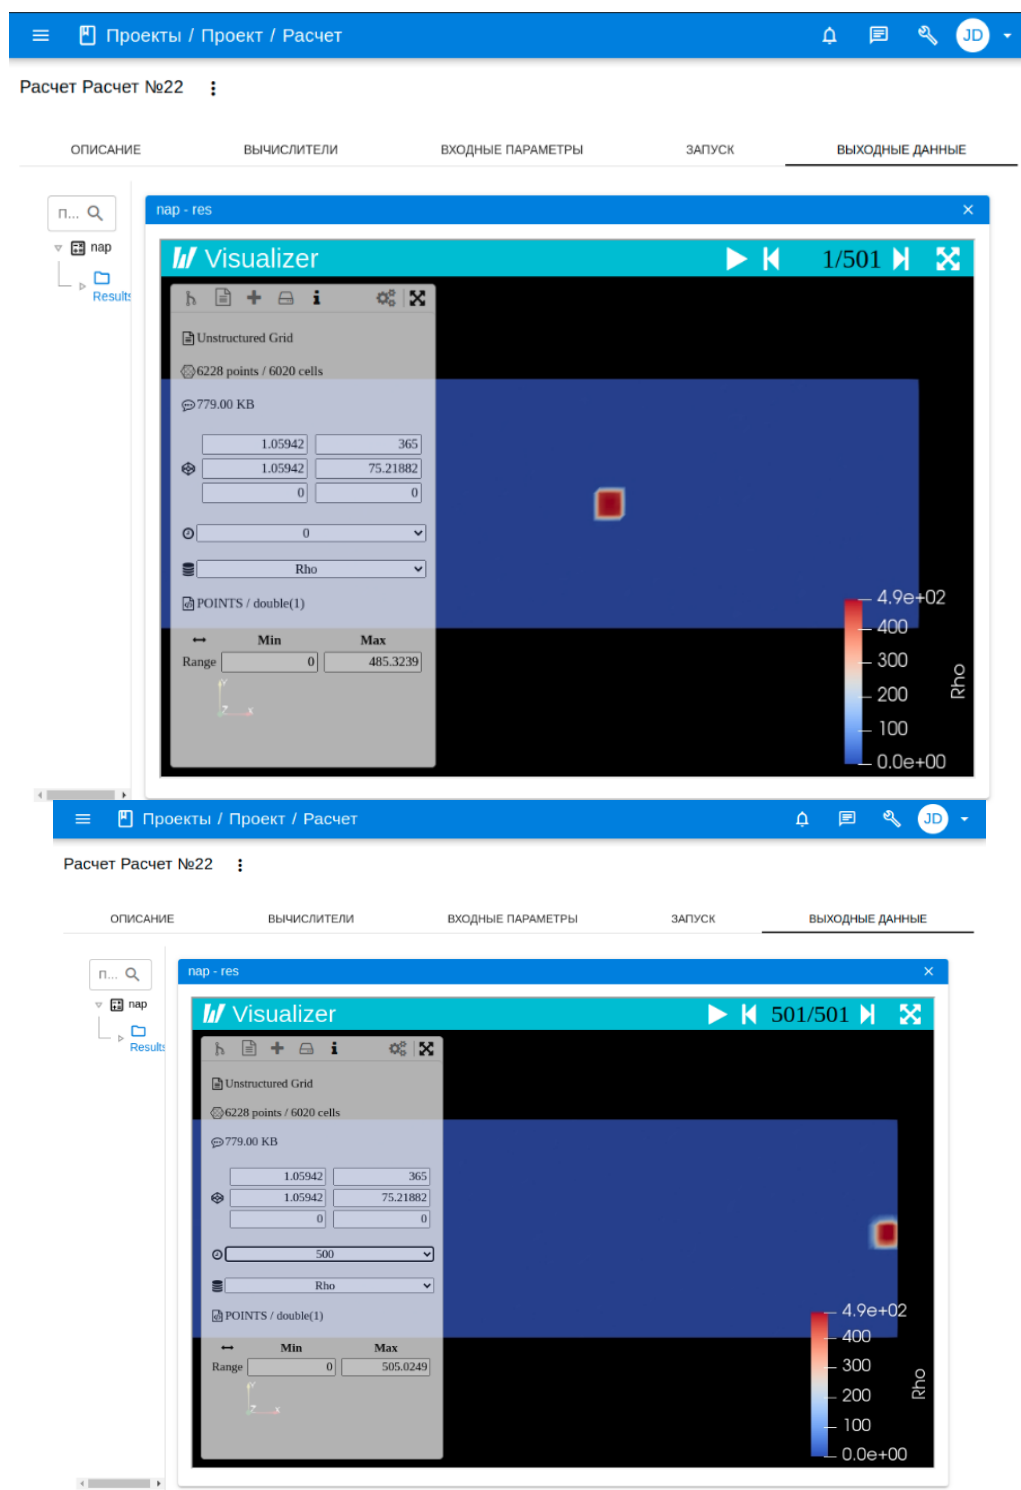 Проекты / Проект / Расчет
JD
Расчет Расчет №22
ОПИСАНИЕ ВЫЧИСЛИТЕЛИ ВХОДНЫЕ ПАРАМЕТРЫ ЗАПУСК ВЫХОДНЫЕ ДАННЫЕ
П...
nap - res
nap
Results
Visualizer
1/501
Unstructured Grid
6228 points / 6020 cells
779.00 KB
1.05942 365
1.05942 75.21882
0 0
0
Rho
POINTS / double(1)
Min Max
Range 0 485.3239
Y
Z X
4.9e+02
400
300
200
100
0.0e+00
Rho
Проекты / Проект / Расчет
JD
Расчет Расчет №22
ОПИСАНИЕ ВЫЧИСЛИТЕЛИ ВХОДНЫЕ ПАРАМЕТРЫ ЗАПУСК ВЫХОДНЫЕ ДАННЫЕ
П...
nap - res
nap
Results
Visualizer
501/501
Unstructured Grid
6228 points / 6020 cells
779.00 KB
1.05942 365
1.05942 75.21882
0 0
500
Rho
POINTS / double(1)
Min Max
Range 0 505.0249
Y
Z X
4.9e+02
400
300
200
100
0.0e+00
Rho